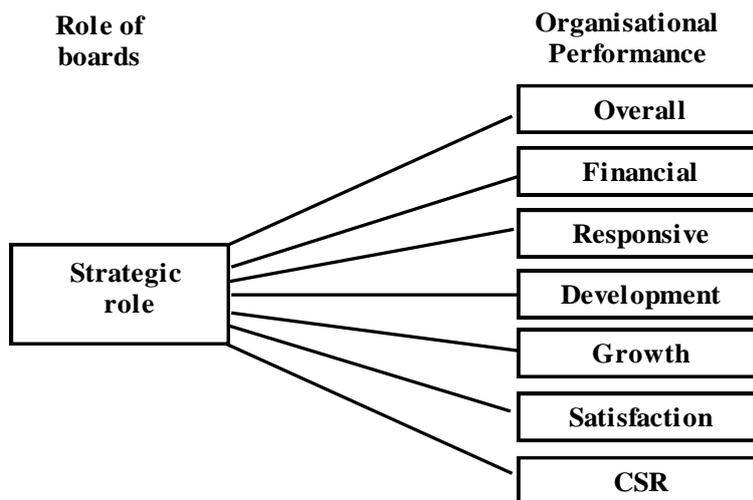 Role of
boards
Organisational
Performance
Overall
Financial
Responsive
Strategic
role
Development
Growth
Satisfaction
CSR